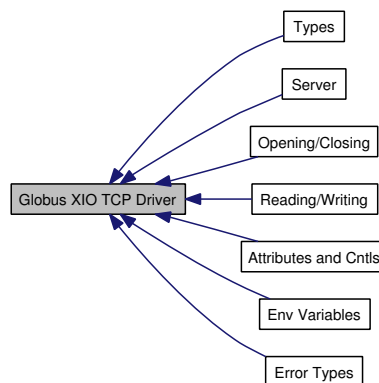 Types
Server
Opening/Closing
Globus XIO TCP Driver
Reading/Writing
Attributes and Cntls
Env Variables
Error Types